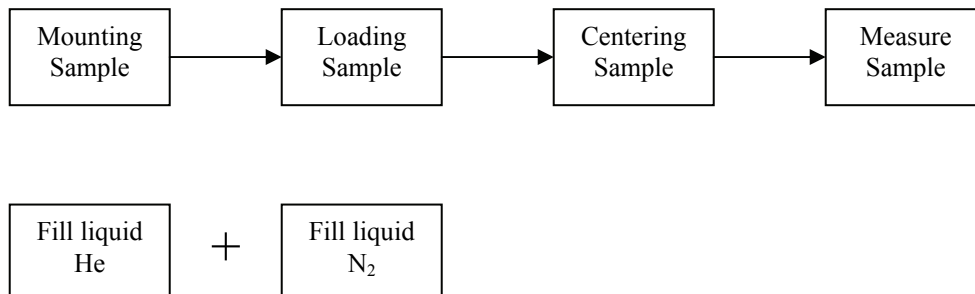 Mounting
Sample
Loading
Sample
Centering
Sample
Measure
Sample
Fill liquid
He
+
Fill liquid
N₂